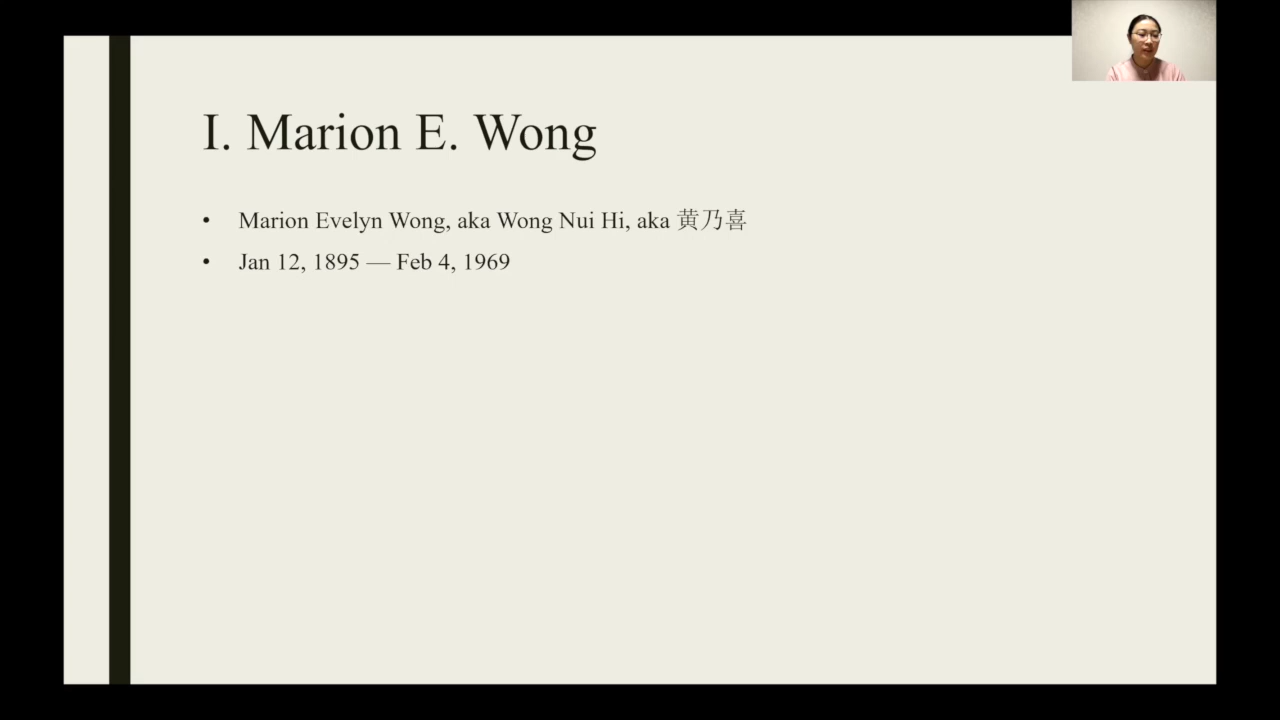 I. Marion E. Wong
• Marion Evelyn Wong, aka Wong Nui Hi, aka 黄乃喜
• Jan 12, 1895 — Feb 4, 1969